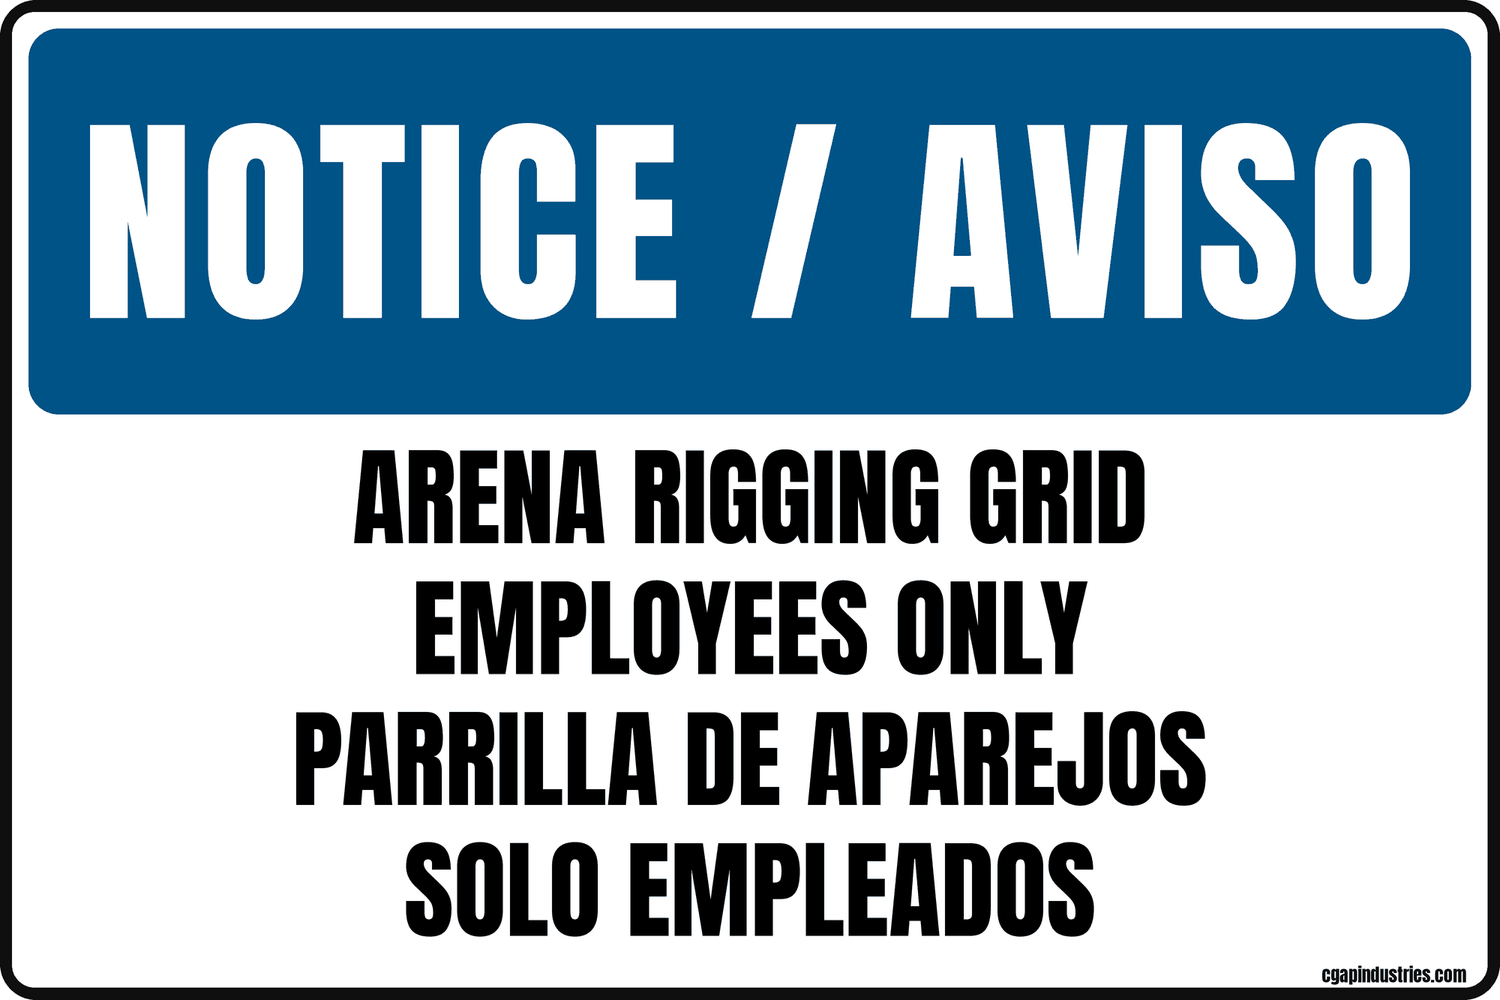 NOTICE / AVISO
ARENA RIGGING GRID
EMPLOYEES ONLY
PARRILLA DE APAREJOS
SOLO EMPLEADOS
cgapindustries.com